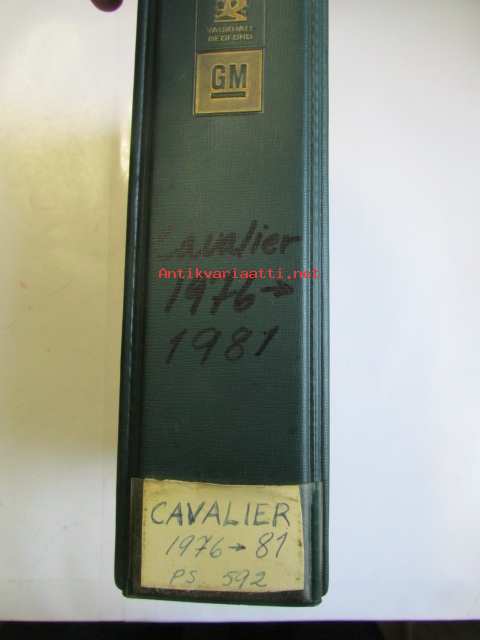 VAUXHALL
BEDFORD
GM
Cavalier
Antikvariaatti.net
1976→
1981
CAVALIER
1976→81
PS 592